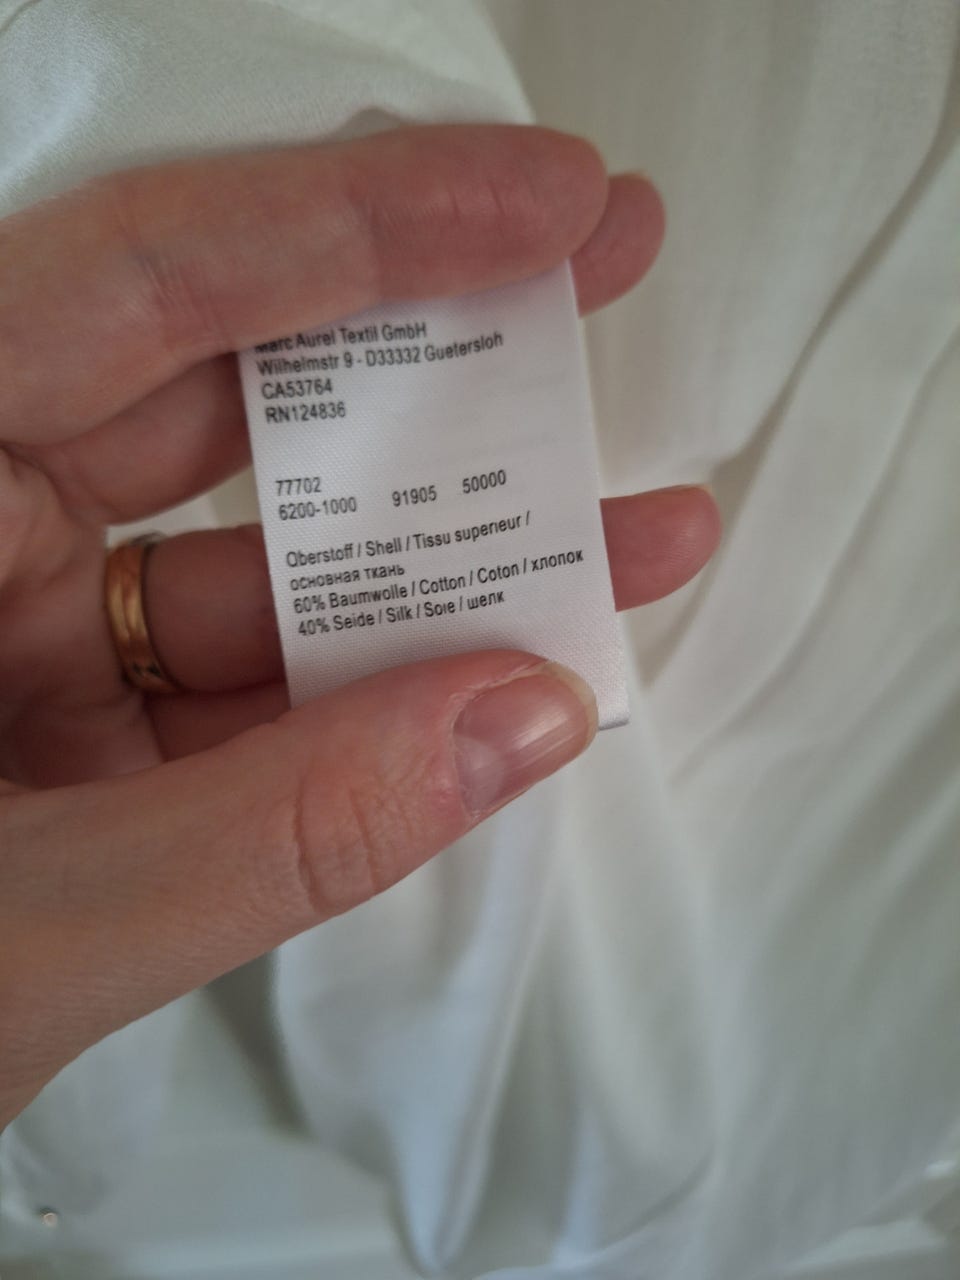 Marc Aurel Textil GmbH
Wilhelmstr 9 - D33332 Guetersloh
CA53764
RN124836
77702
6200-1000 91905 50000
Oberstoff / Shell / Tissu superieur /
основная ткань
60% Baumwolle / Cotton / Coton / хлопок
40% Seide / Silk / Soie / шелк